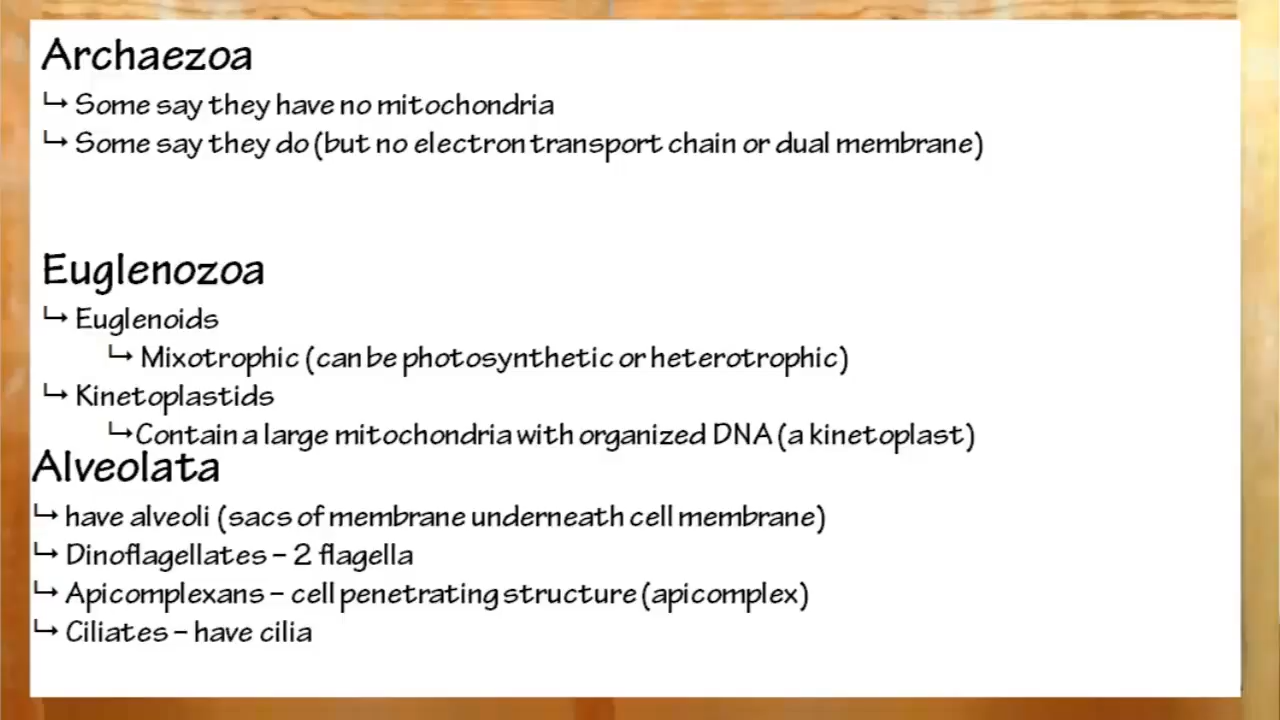 Archaezoa
↳ Some say they have no mitochondria
↳ Some say they do (but no electron transport chain or dual membrane)
Euglenozoa
↳ Euglenoids
↳ Mixotrophic (can be photosynthetic or heterotrophic)
↳ Kinetoplastids
↳Contain a large mitochondria with organized DNA (a kinetoplast)
Alveolata
↳ have alveoli (sacs of membrane underneath cell membrane)
↳ Dinoflagellates – 2 flagella
↳ Apicomplexans – cell penetrating structure (apicomplex)
↳ Ciliates – have cilia